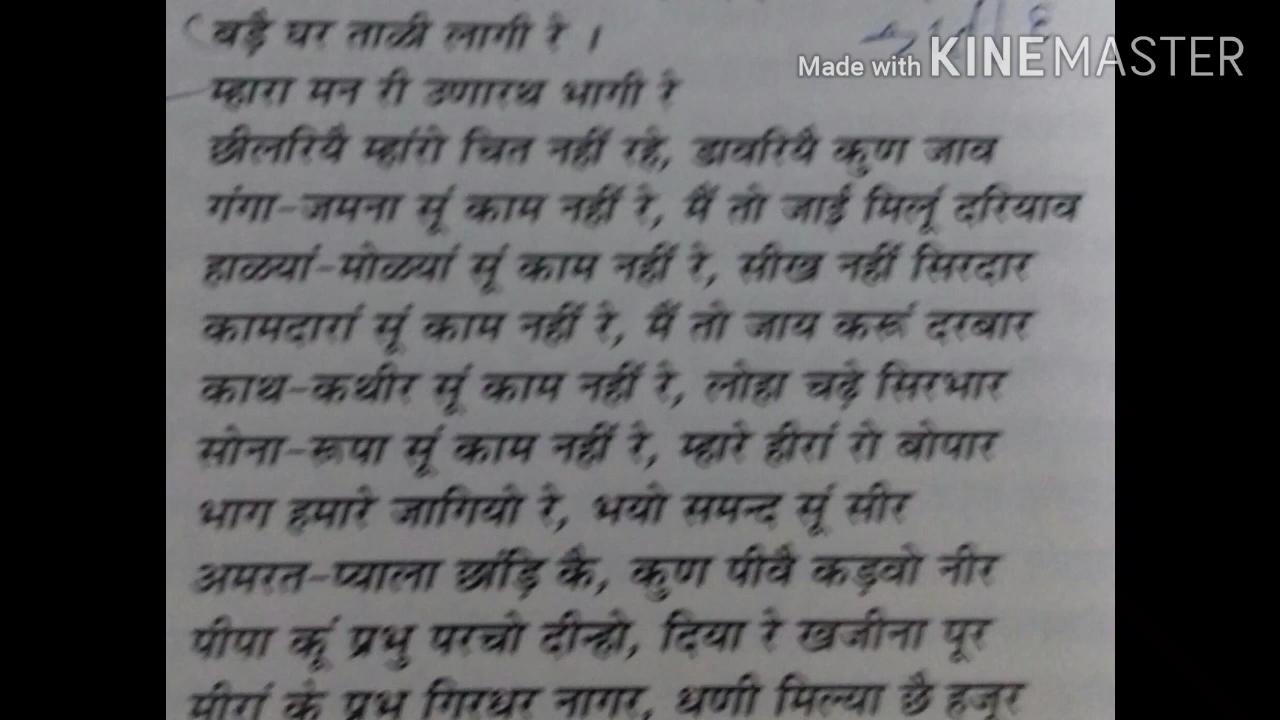 बड़ै घर ताळी लागी रे ।
Made with KINEMASTER
म्हारा मन री उणारथ भागी रे
छीलरियै म्हांरो चित नहीं रहे, डावरियै कुण जाव
गंगा-जमना सूं काम नहीं रे, मैं तो जाई मिलूं दरियाव
हाळ्यां-मोळ्यां सूं काम नहीं रे, सीख नहीं सिरदार
कामदारां सूं काम नहीं रे, मैं तो जाय करूं दरबार
काथ-कथीर सूं काम नहीं रे, लोहा चढ़े सिरभार
सोना-रूपा सूं काम नहीं रे, म्हारे हीरां रो बोपार
भाग हमारे जागियो रे, भयो समन्द सूं सीर
अमरत-प्याला छांड़ि कै, कुण पीवै कड़वो नीर
पीपा कूं प्रभु परचो दीन्हो, दिया रे खजीना पूर
मीरां के प्रभु गिरधर नागर, धणी मिल्या छै हजूर